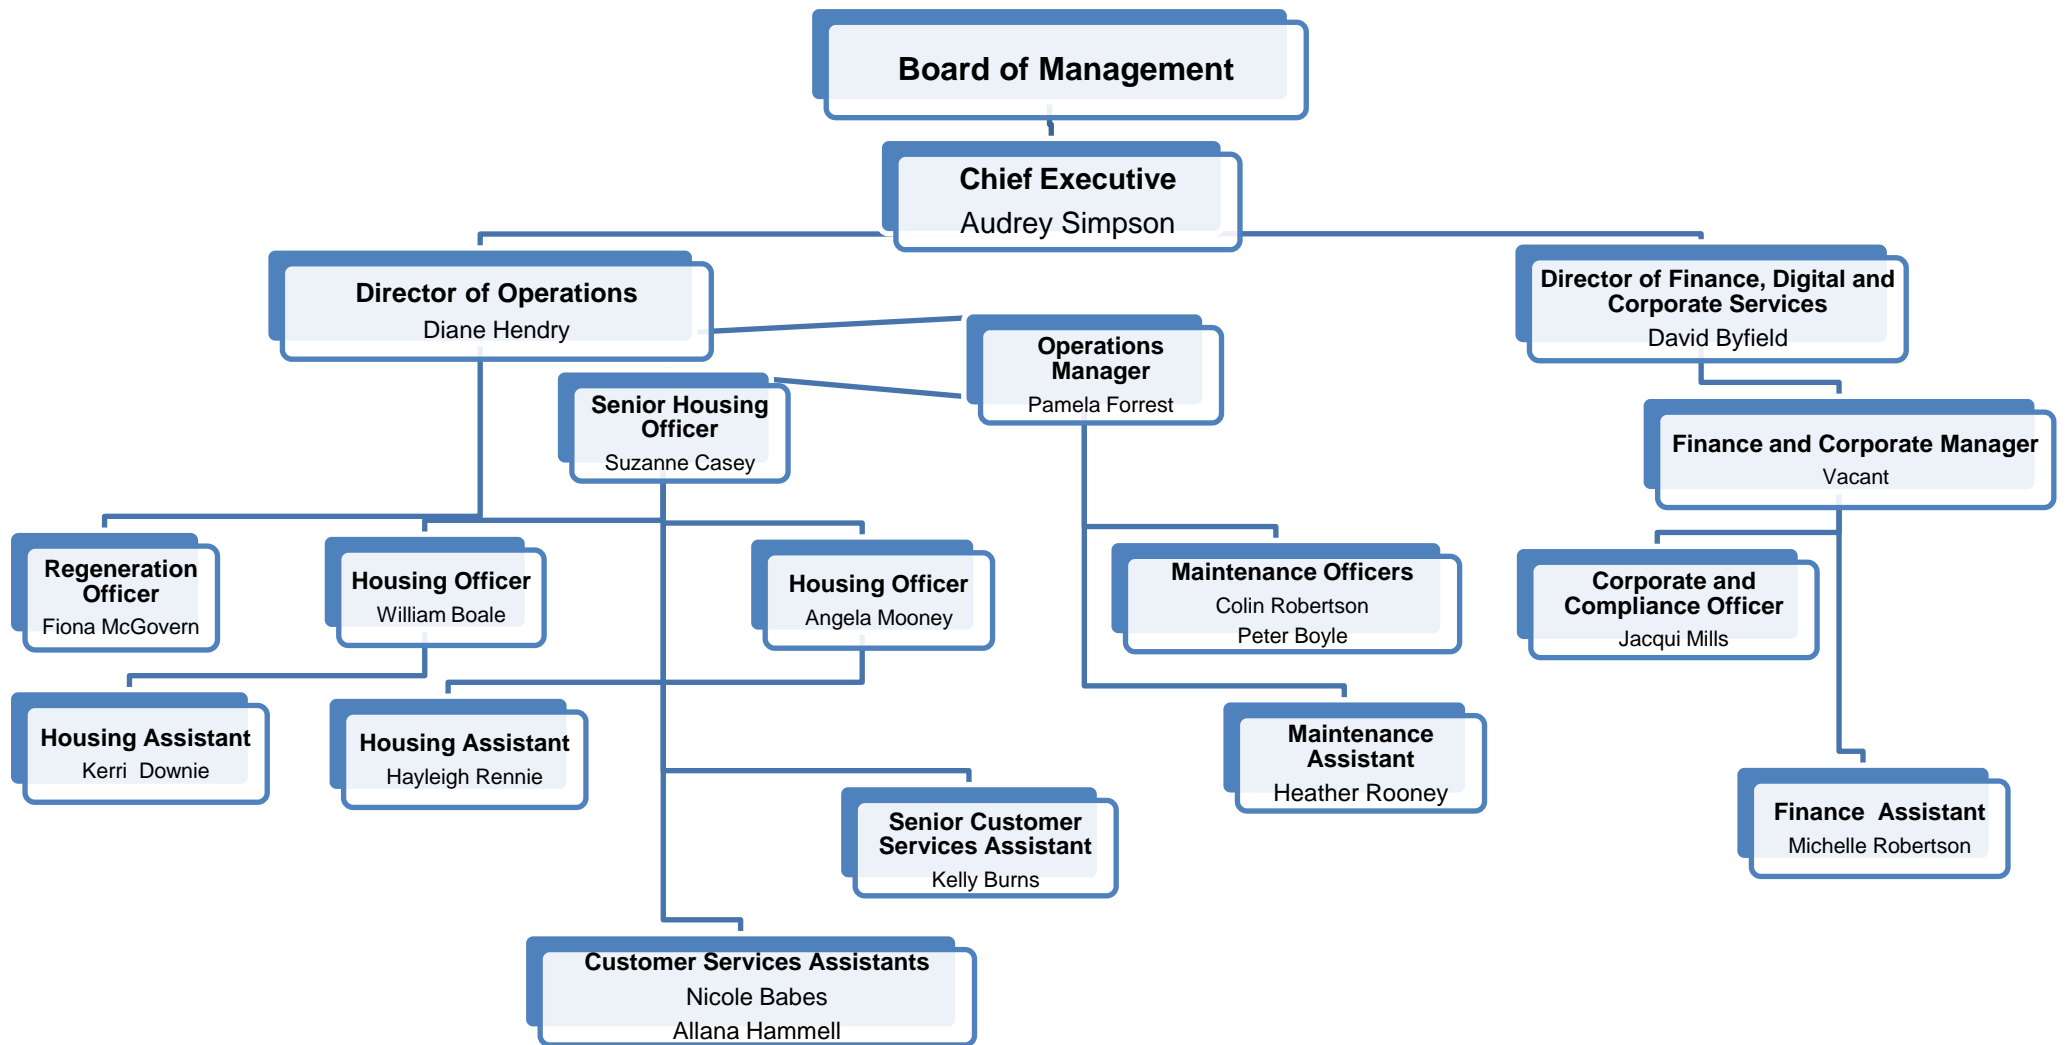 Board of Management
Chief Executive
Audrey Simpson
Director of Operations
Diane Hendry
Director of Finance, Digital and
Corporate Services
David Byfield
Operations
Manager
Pamela Forrest
Senior Housing
Officer
Suzanne Casey
Finance and Corporate Manager
Vacant
Regeneration
Officer
Fiona McGovern
Housing Officer
William Boale
Housing Officer
Angela Mooney
Maintenance Officers
Colin Robertson
Peter Boyle
Corporate and
Compliance Officer
Jacqui Mills
Housing Assistant
Kerri  Downie
Housing Assistant
Hayleigh Rennie
Maintenance
Assistant
Heather Rooney
Senior Customer
Services Assistant
Kelly Burns
Finance  Assistant
Michelle Robertson
Customer Services Assistants
Nicole Babes
Allana Hammell